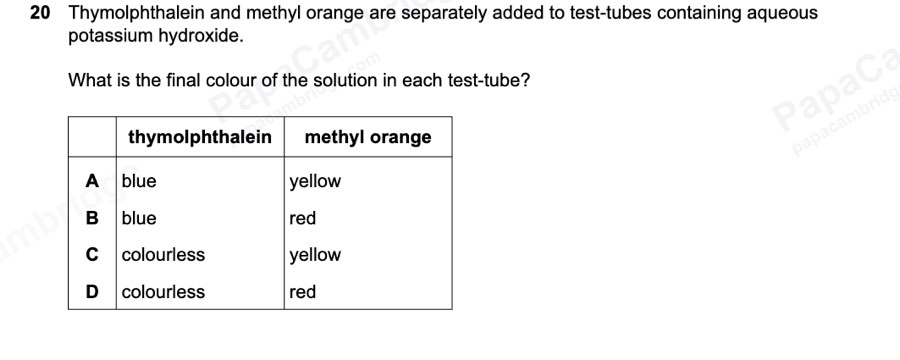 20 Thymolphthalein and methyl orange are separately added to test-tubes containing aqueous
potassium hydroxide.
What is the final colour of the solution in each test-tube?
thymolphthalein methyl orange
A blue yellow
B blue red
C colourless yellow
D colourless red